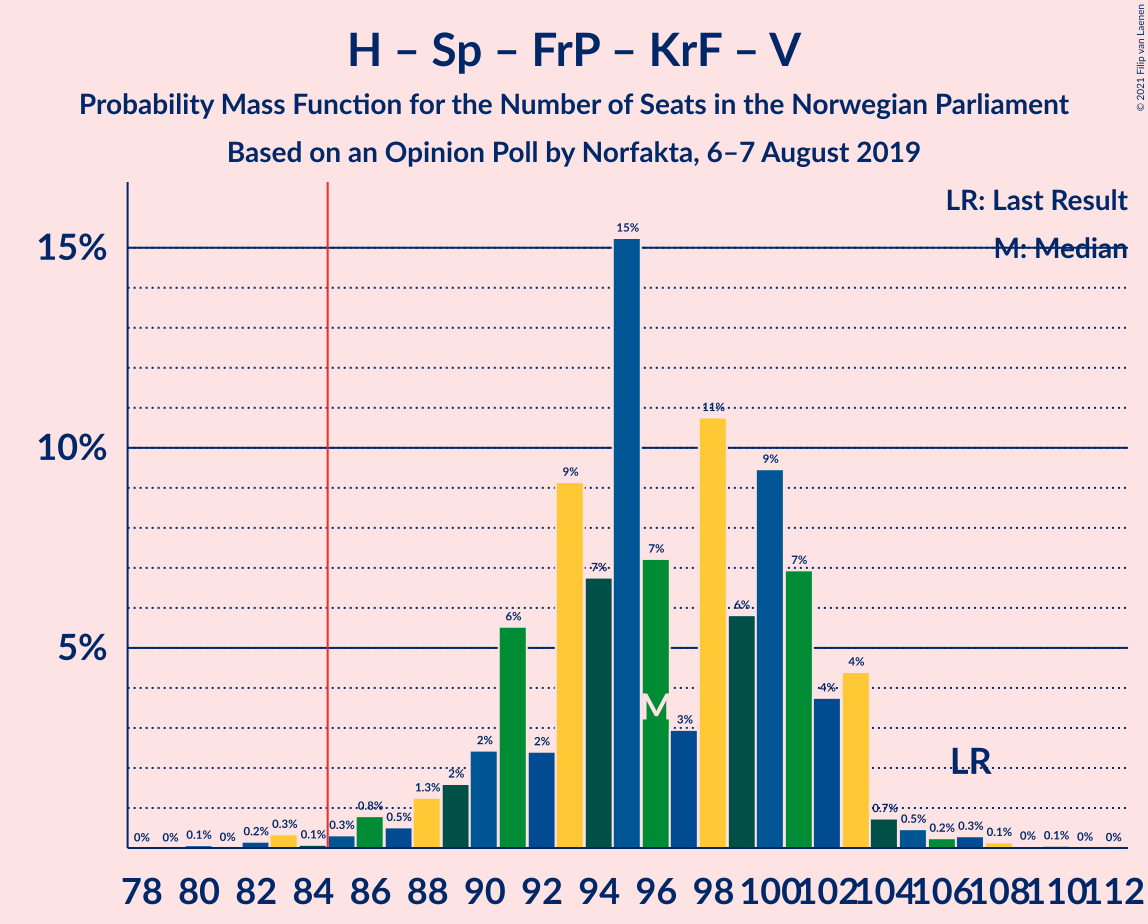 H – Sp – FrP – KrF – V
Probability Mass Function for the Number of Seats in the Norwegian Parliament
Based on an Opinion Poll by Norfakta, 6–7 August 2019
© 2021 Filip van Laenen
LR: Last Result
M: Median
15%
10%
5%
0% 0% 0.1% 0% 0.2% 0.3% 0.1% 0.3% 0.8% 0.5% 1.3% 2% 2% 6% 2% 9% 7% 15% 7% 3% 11% 6% 9% 7% 4% 4% 0.7% 0.5% 0.2% 0.3% 0.1% 0% 0.1% 0% 0%
M
LR
78 80 82 84 86 88 90 92 94 96 98 100 102 104 106 108 110 112